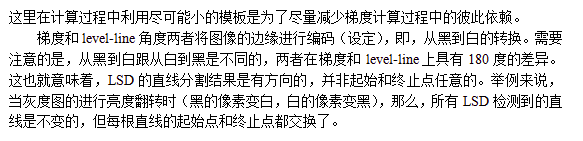 这里在计算过程中利用尽可能小的模板是为了尽量减少梯度计算过程中的彼此依赖。
梯度和 level-line 角度两者将图像的边缘进行编码（设定），即，从黑到白的转换。需要
注意的是，从黑到白跟从白到黑是不同的，两者在梯度和 level-line 上具有 180 度的差异。
这也就意味着，LSD 的直线分割结果是有方向的，并非起始和终止点任意的。举例来说，
当灰度图的进行亮度翻转时（黑的像素变白，白的像素变黑），那么，所有 LSD 检测到的直
线是不变的，但每根直线的起始点和终止点都交换了。